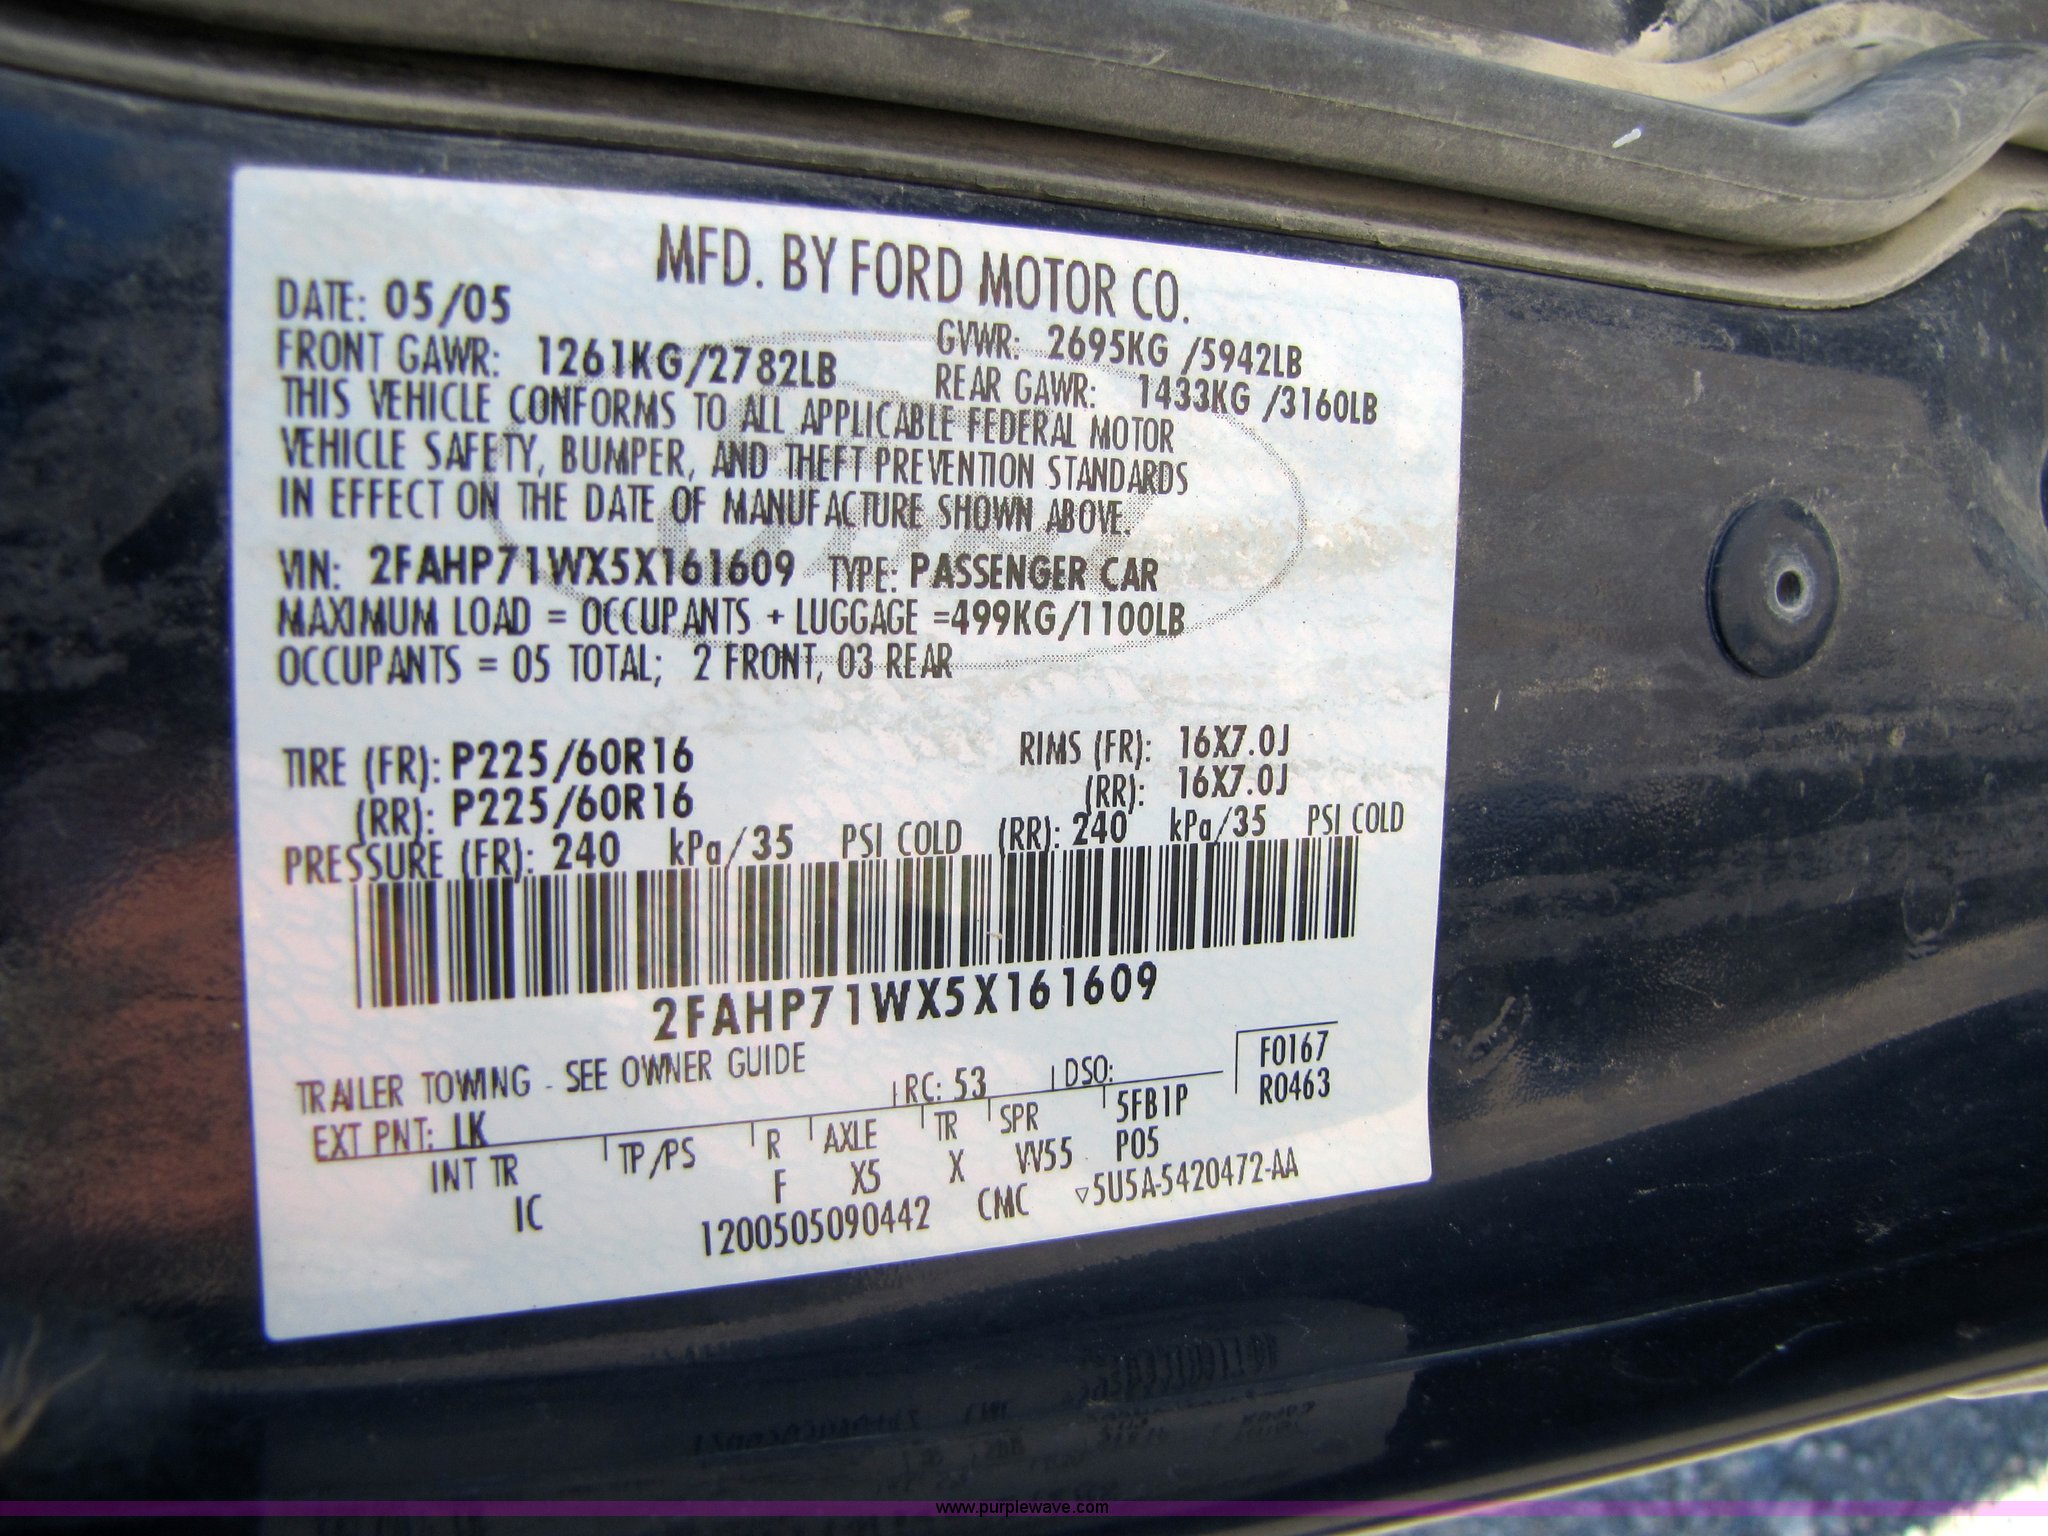 MFD. BY FORD MOTOR CO.
DATE: 05/05
GVWR: 2695KG /5942LB
FRONT GAWR: 1261KG/2782LB
REAR GAWR: 1433KG /3160LB
THIS VEHICLE CONFORMS TO ALL APPLICABLE FEDERAL MOTOR
VEHICLE SAFETY, BUMPER, AND THEFT PREVENTION STANDARDS
IN EFFECT ON THE DATE OF MANUFACTURE SHOWN ABOVE.
VIN: 2FAHP71WX5X161609 TYPE: PASSENGER CAR
MAXIMUM LOAD = OCCUPANTS + LUGGAGE =499KG/1100LB
OCCUPANTS = 05 TOTAL; 2 FRONT, 03 REAR
TIRE (FR): P225/60R16 RIMS (FR): 16X7.0J
(RR): P225/60R16 (RR): 16X7.0J
PRESSURE (FR): 240 kPa/35 PSI COLD (RR): 240 kPa/35 PSI COLD
2FAHP71WX5X161609
TRAILER TOWING - SEE OWNER GUIDE
F0167
EXT PNT: LK RC: 53 DSO: R0463
INT TR TP/PS R AXLE TR SPR 5FB1P
IC F X5 X VV55 P05
1200505090442 CMC ▿5U5A-5420472-AA
www.purplewave.com